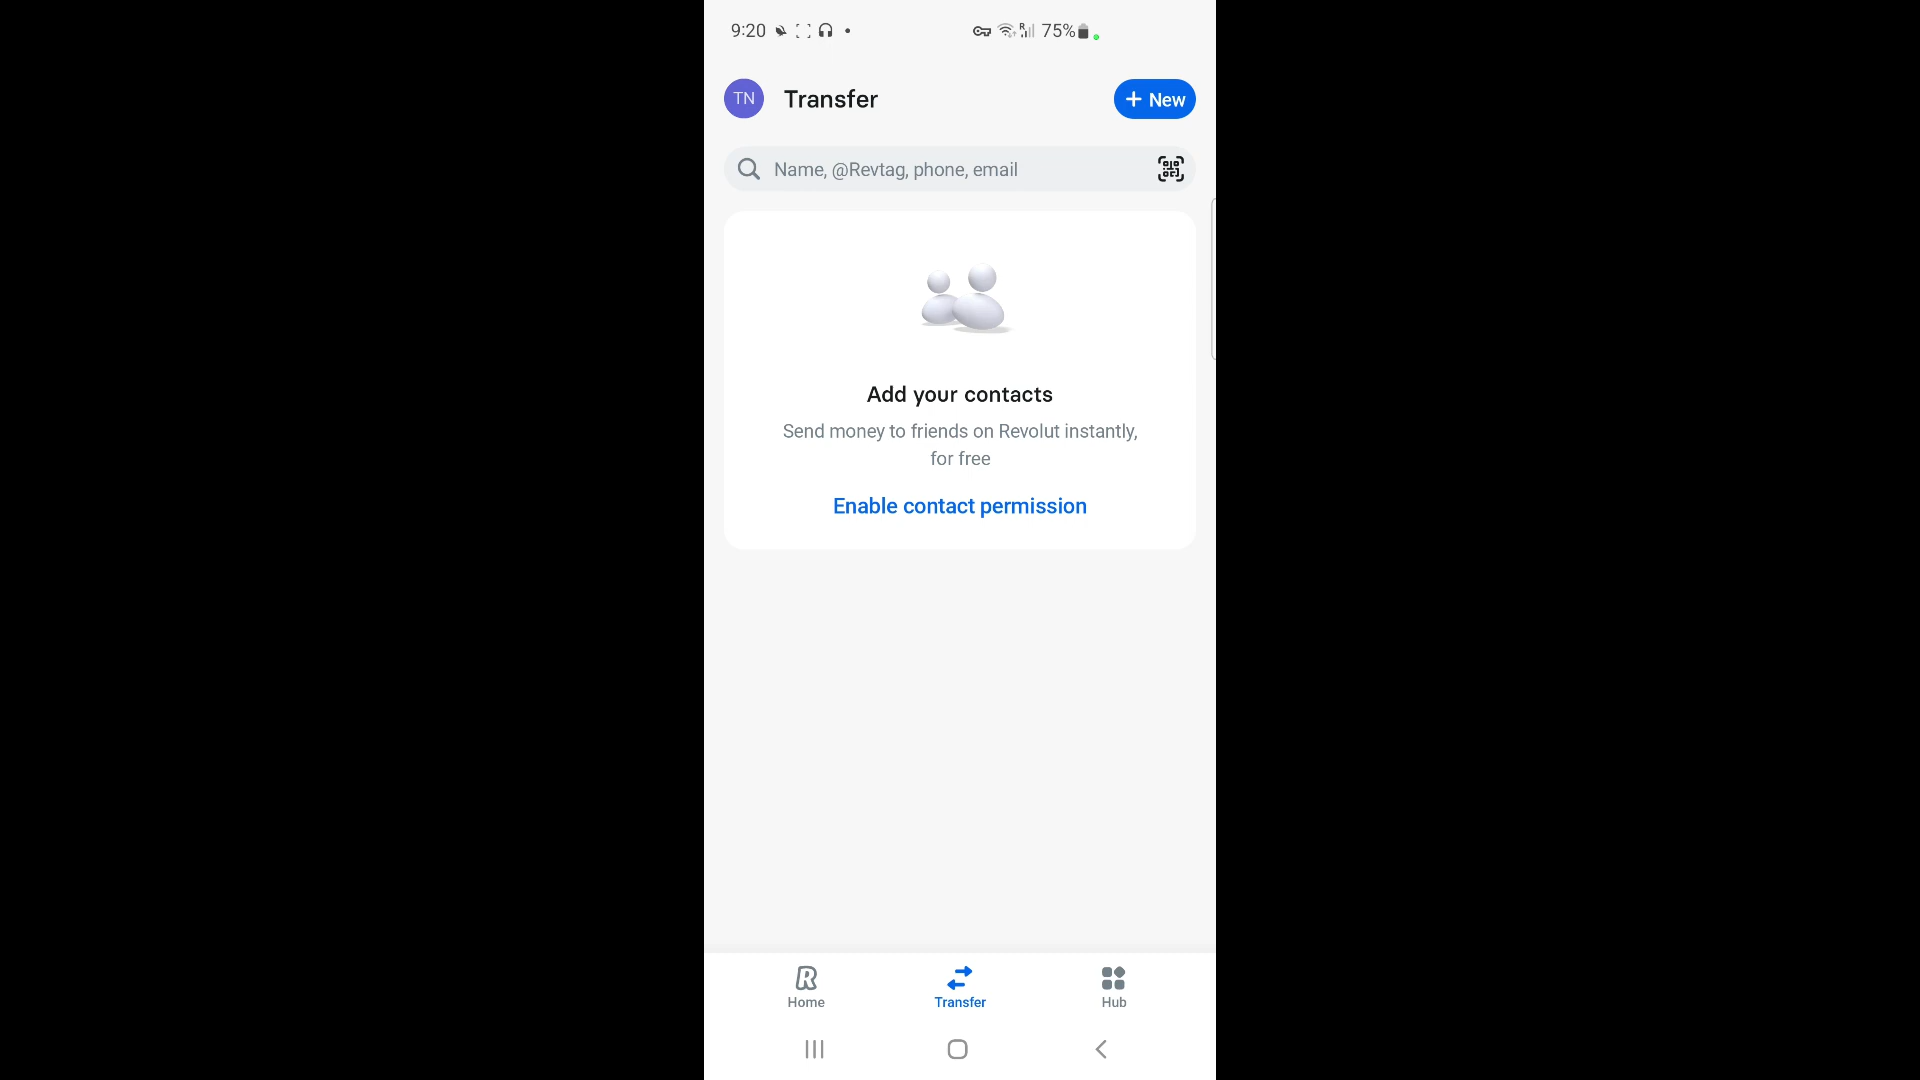 9:20 75%
TN Transfer + New
Name, @Revtag, phone, email
Add your contacts
Send money to friends on Revolut instantly,
for free
Enable contact permission
Home Transfer Hub